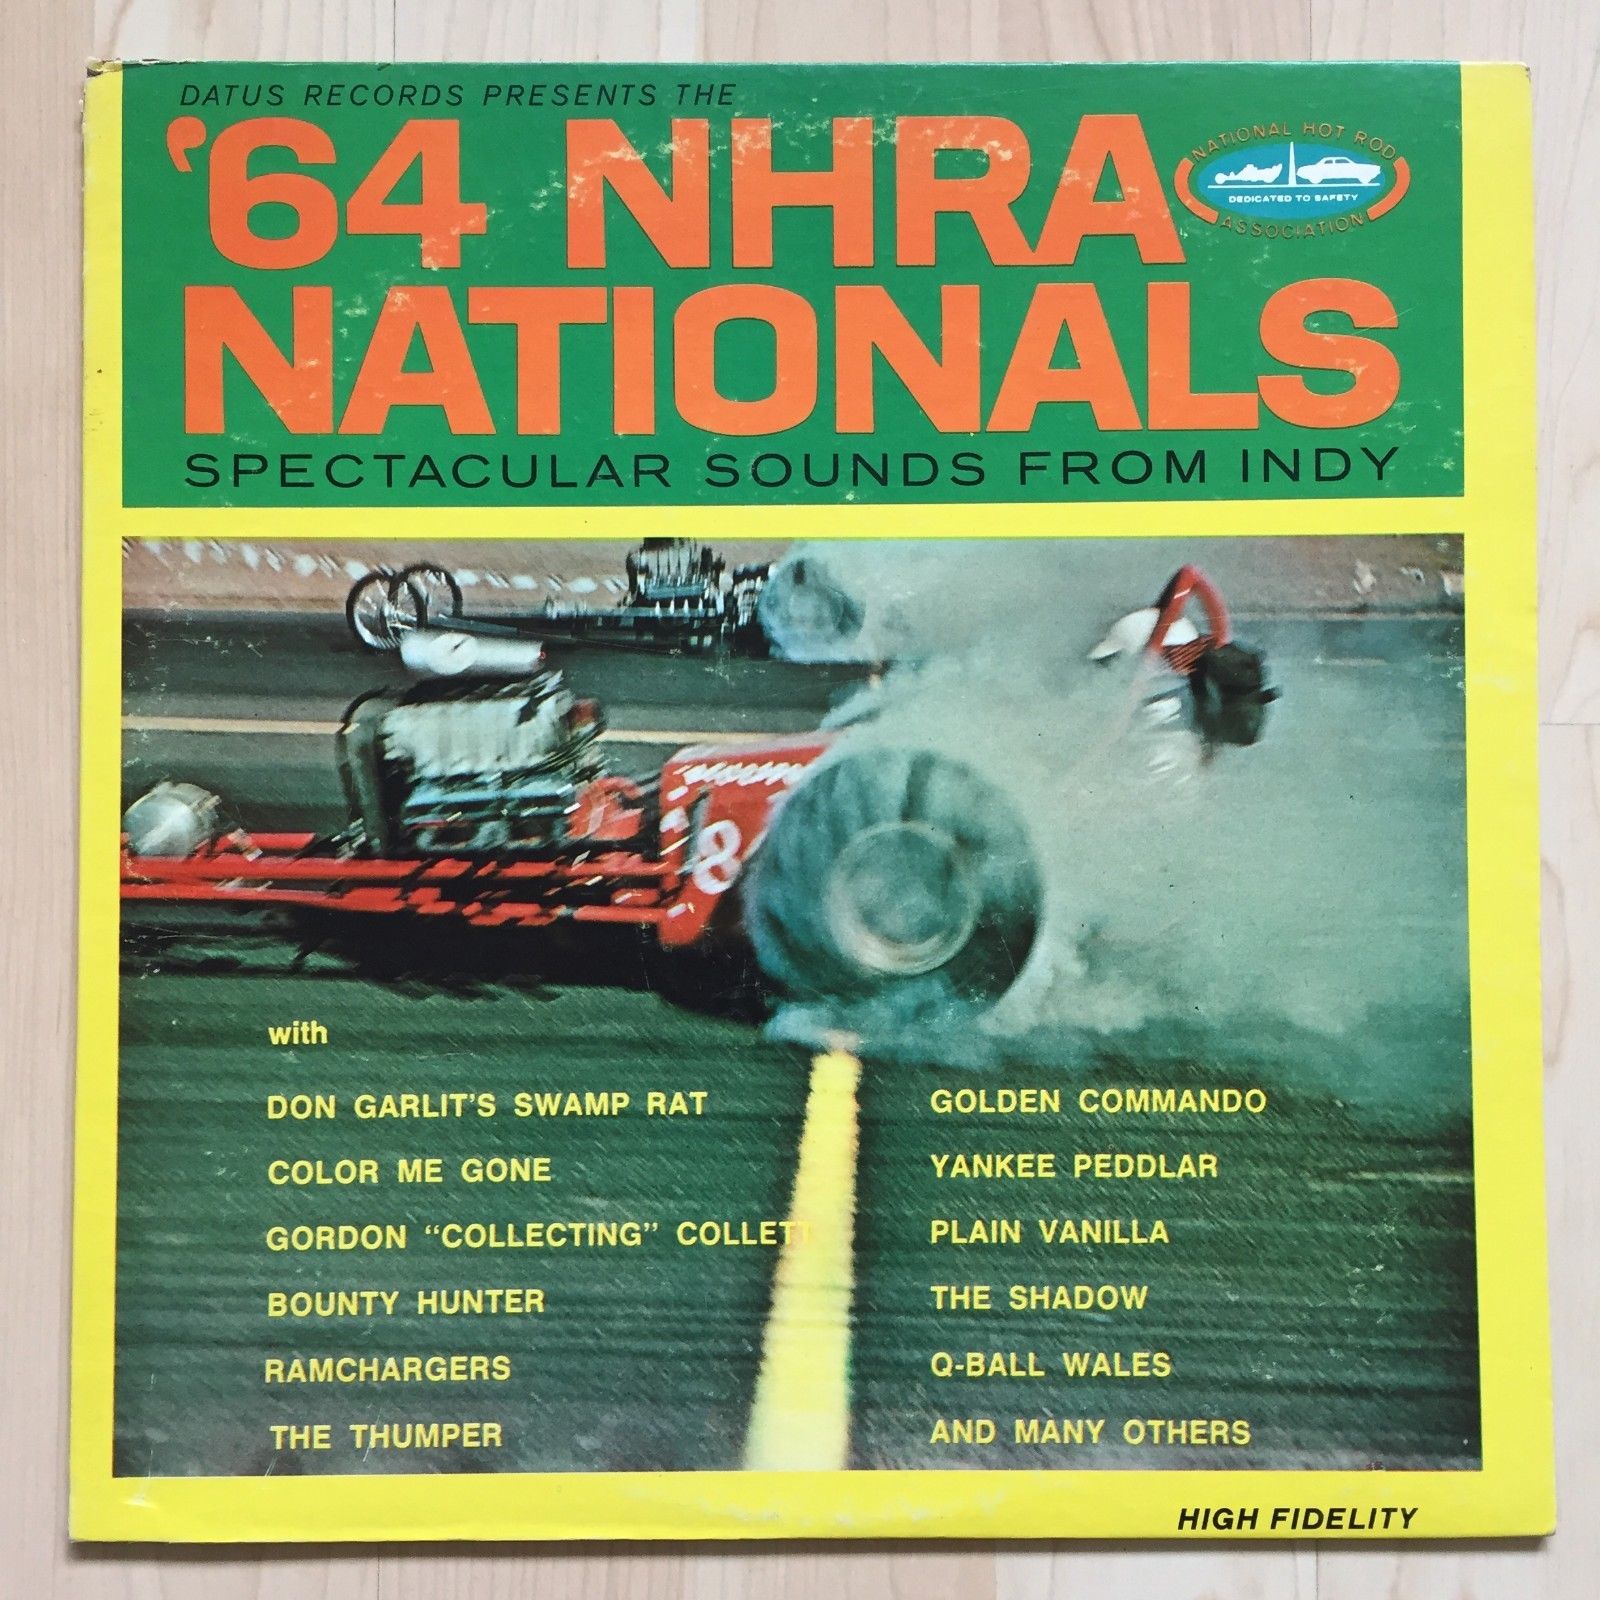 DATUS RECORDS PRESENTS THE
'64 NHRA
NATIONALS
NATIONAL HOT ROD
DEDICATED TO SAFETY
ASSOCIATION
SPECTACULAR SOUNDS FROM INDY
with
DON GARLIT'S SWAMP RAT
COLOR ME GONE
GORDON "COLLECTING" COLLETT
BOUNTY HUNTER
RAMCHARGERS
THE THUMPER
GOLDEN COMMANDO
YANKEE PEDDLAR
PLAIN VANILLA
THE SHADOW
Q-BALL WALES
AND MANY OTHERS
HIGH FIDELITY